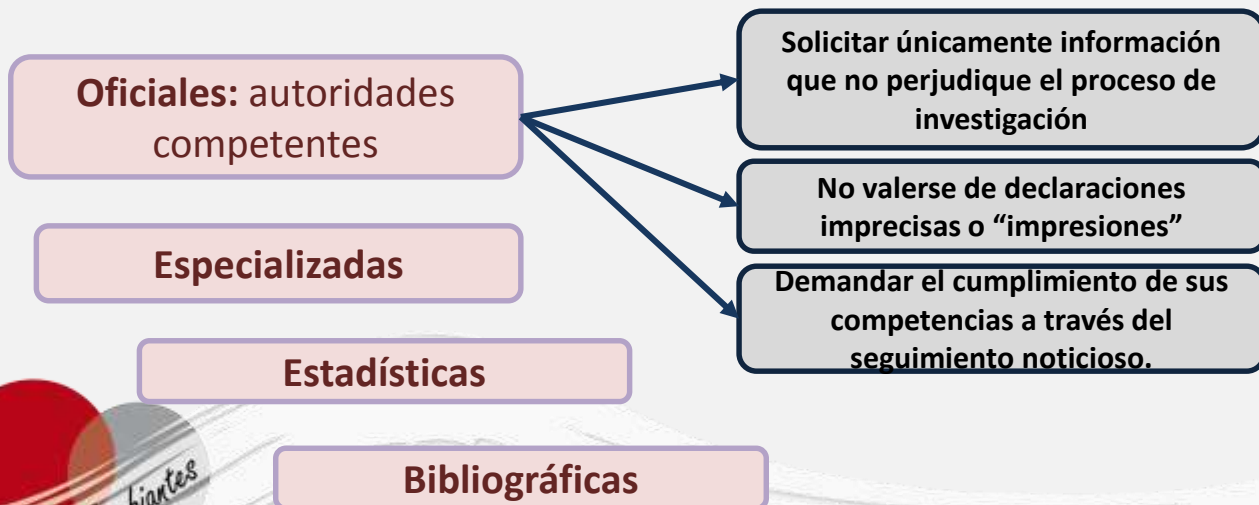 Oficiales: autoridades
competentes
Solicitar únicamente información
que no perjudique el proceso de
investigación
No valerse de declaraciones
imprecisas o “impresiones”
Demandar el cumplimiento de sus
competencias a través del
seguimiento noticioso.
Especializadas
Estadísticas
Bibliográficas